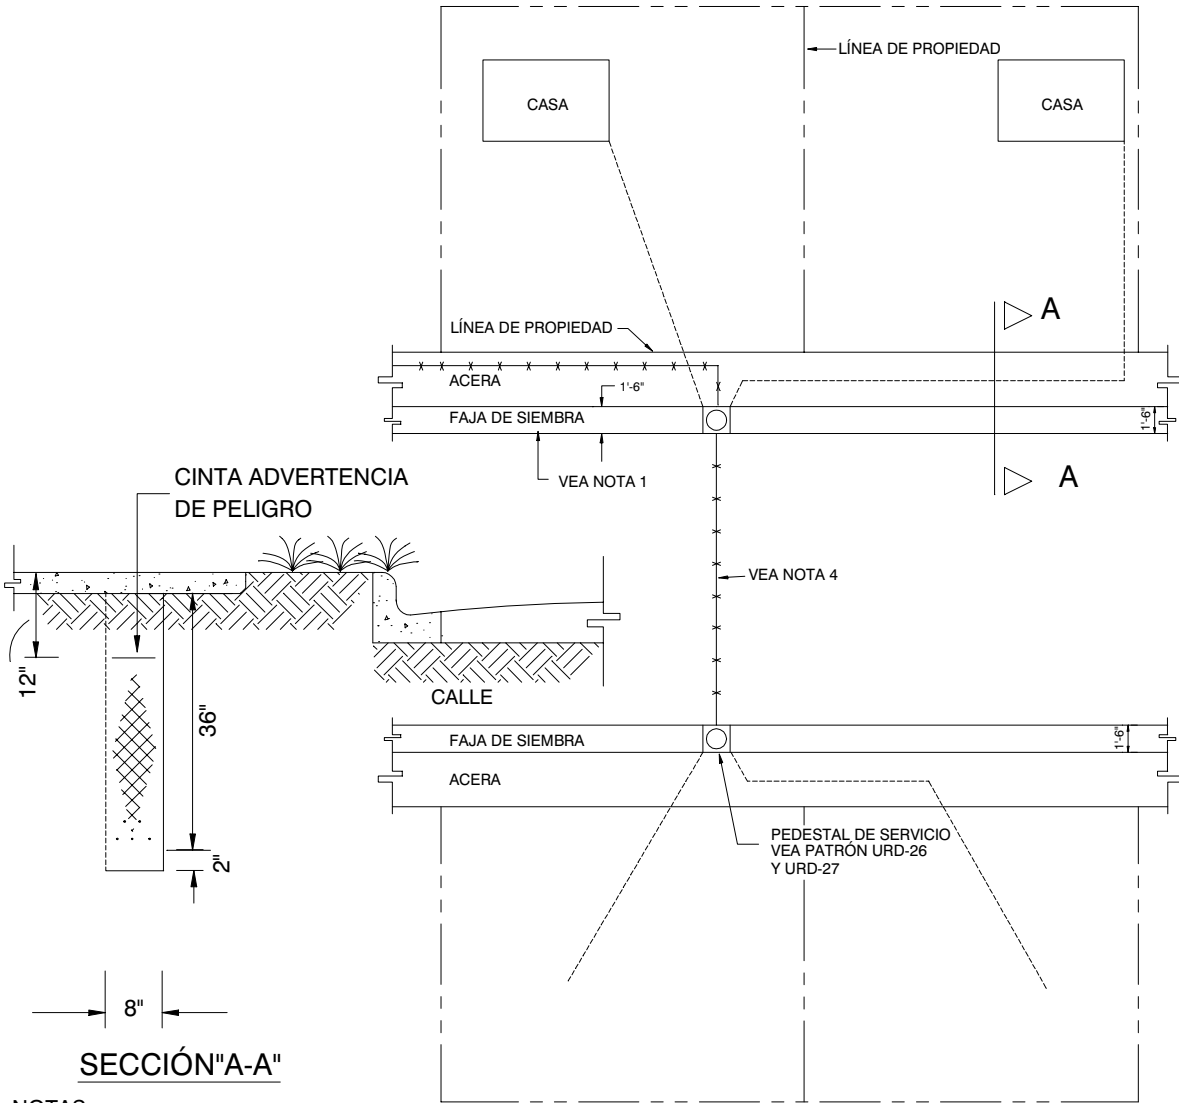 LÍNEA DE PROPIEDAD
CASA
CASA
A
LÍNEA DE PROPIEDAD
ACERA
1'-6"
FAJA DE SIEMBRA
1'-6"
VEA NOTA 1
A
CINTA ADVERTENCIA
DE PELIGRO
VEA NOTA 4
12"
36"
CALLE
FAJA DE SIEMBRA
1'-6"
ACERA
PEDESTAL DE SERVICIO
VEA PATRÓN URD-26
Y URD-27
2"
8"
SECCIÓN"A-A"